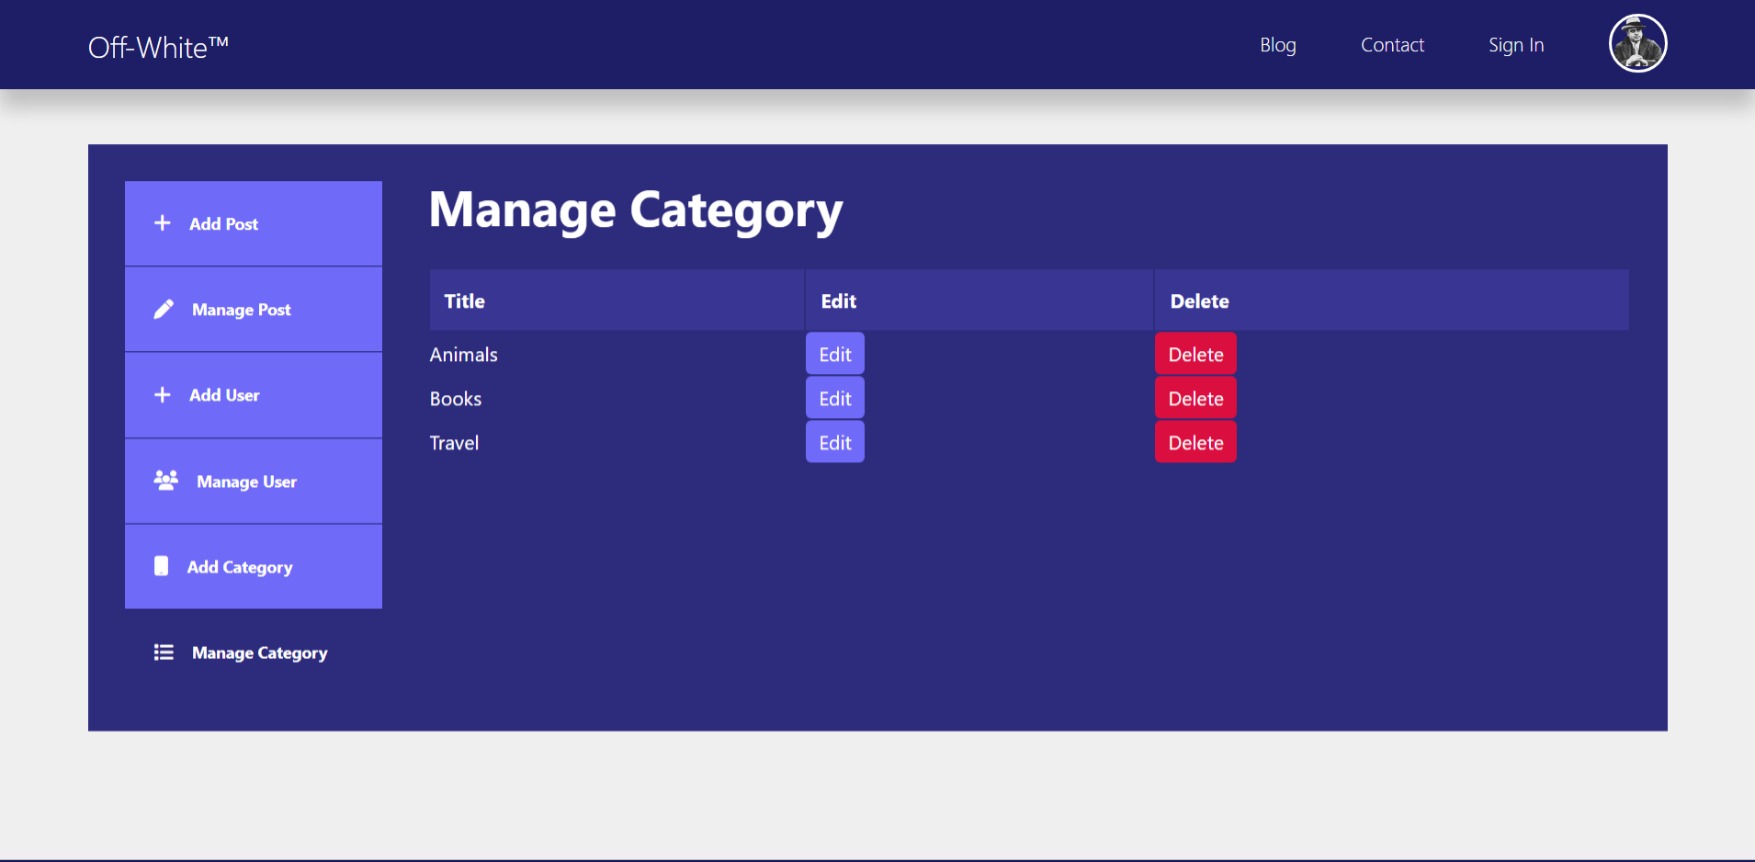 Off-White™
Blog Contact Sign In
Add Post
Manage Post
Add User
Manage User
Add Category
Manage Category
Manage Category
Title Edit Delete
Animals Edit Delete
Books Edit Delete
Travel Edit Delete